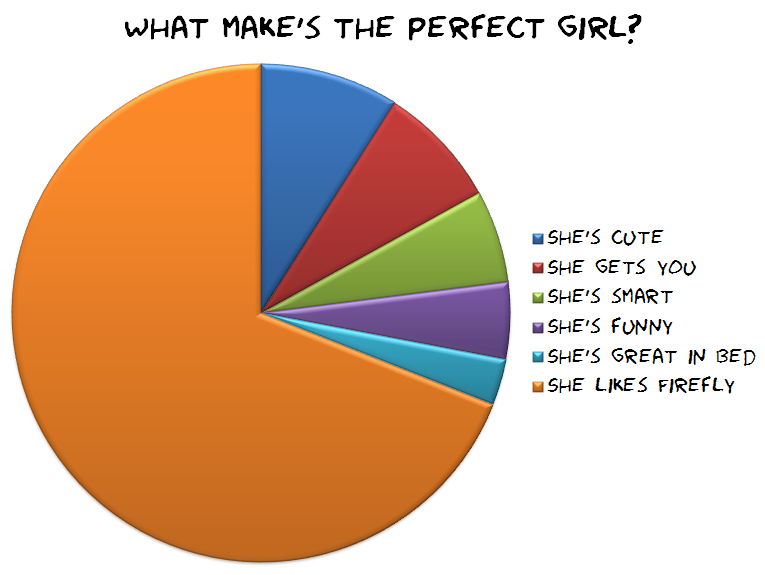 WHAT MAKE'S THE PERFECT GIRL?
SHE'S CUTE
SHE GETS YOU
SHE'S SMART
SHE'S FUNNY
SHE'S GREAT IN BED
SHE LIKES FIREFLY